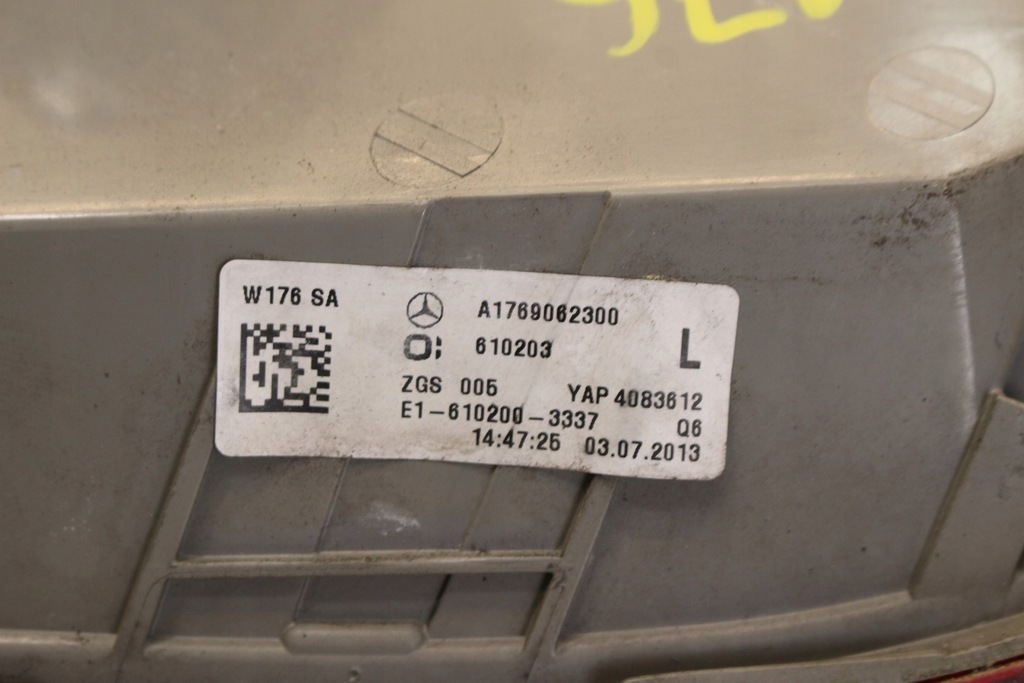 W176 SA
A1769062300
610203
L
ZGS 005
YAP 4083612
E1-610200-3337
Q6
14:47:25 03.07.2013